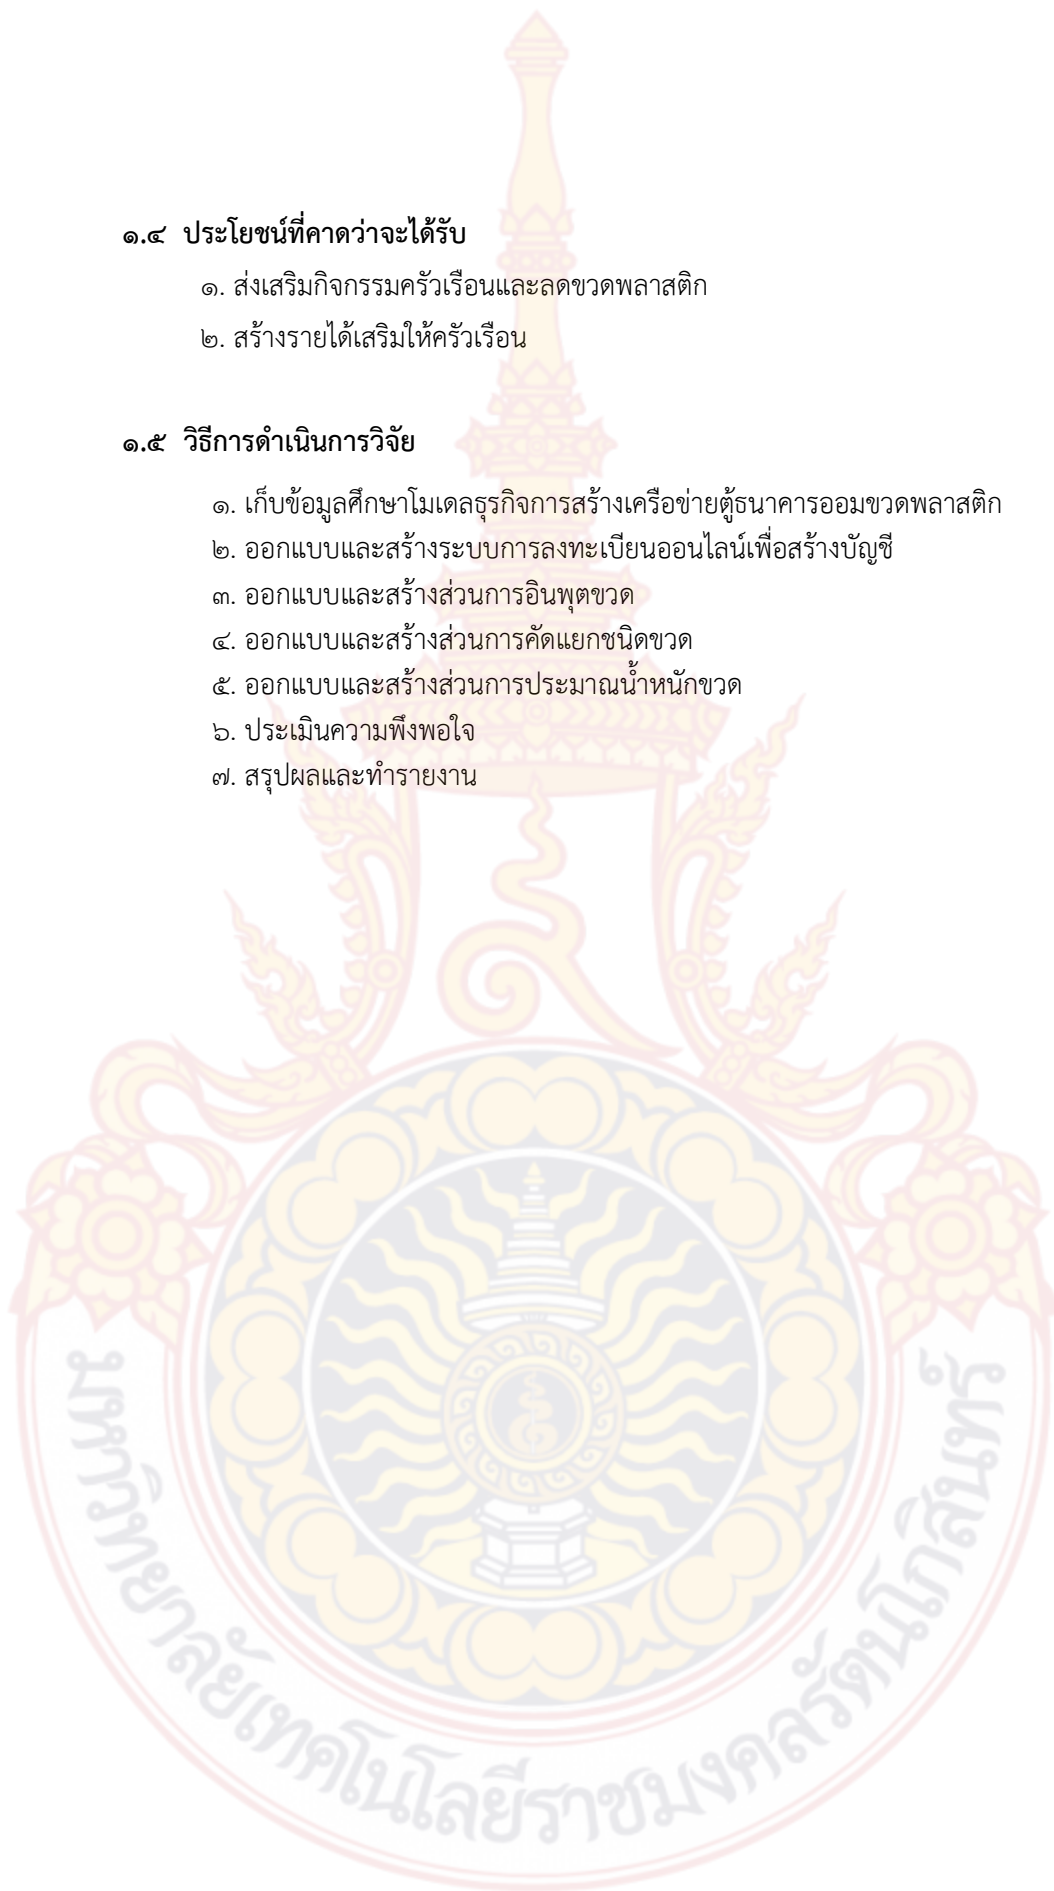 ๑.๔ ประโยชน์ที่คาดว่าจะได้รับ
๑. ส่งเสริมกิจกรรมครัวเรือนและลดขวดพลาสติก
๒. สร้างรายได้เสริมให้ครัวเรือน
๑.๕ วิธีการดำเนินการวิจัย
๑. เก็บข้อมูลศึกษาโมเดลธุรกิจการสร้างเครือข่ายตู้ธนาคารออมขวดพลาสติก
๒. ออกแบบและสร้างระบบการลงทะเบียนออนไลน์เพื่อสร้างบัญชี
๓. ออกแบบและสร้างส่วนการอินพุตขวด
๔. ออกแบบและสร้างส่วนการคัดแยกชนิดขวด
๕. ออกแบบและสร้างส่วนการประมาณน้ำหนักขวด
๖. ประเมินความพึงพอใจ
๗. สรุปผลและทำรายงาน
มหาวิทยาลัยเทคโนโลยีราชมงคลรัตนโกสินทร์